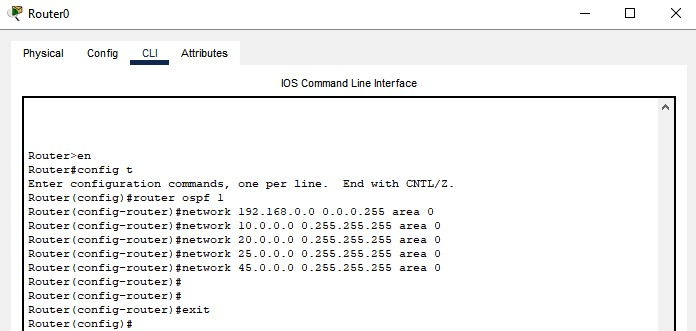 Router0
Physical Config CLI Attributes
IOS Command Line Interface
Router>en
Router#config t
Enter configuration commands, one per line.  End with CNTL/Z.
Router(config)#router ospf 1
Router(config-router)#network 192.168.0.0 0.0.0.255 area 0
Router(config-router)#network 10.0.0.0 0.255.255.255 area 0
Router(config-router)#network 20.0.0.0 0.255.255.255 area 0
Router(config-router)#network 25.0.0.0 0.255.255.255 area 0
Router(config-router)#network 45.0.0.0 0.255.255.255 area 0
Router(config-router)#
Router(config-router)#
Router(config-router)#exit
Router(config)#